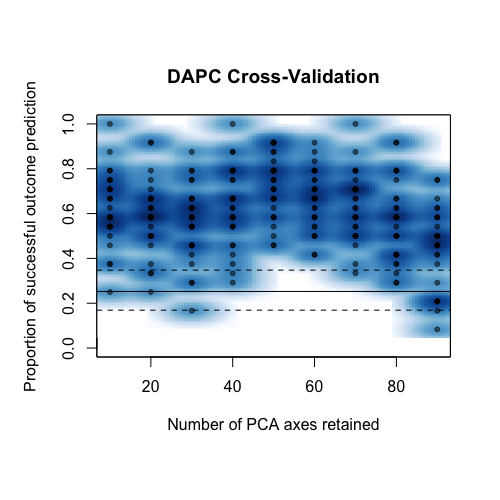 DAPC Cross-Validation
Proportion of successful outcome prediction
1.0
0.8
0.6
0.4
0.2
0.0
20 40 60 80
Number of PCA axes retained